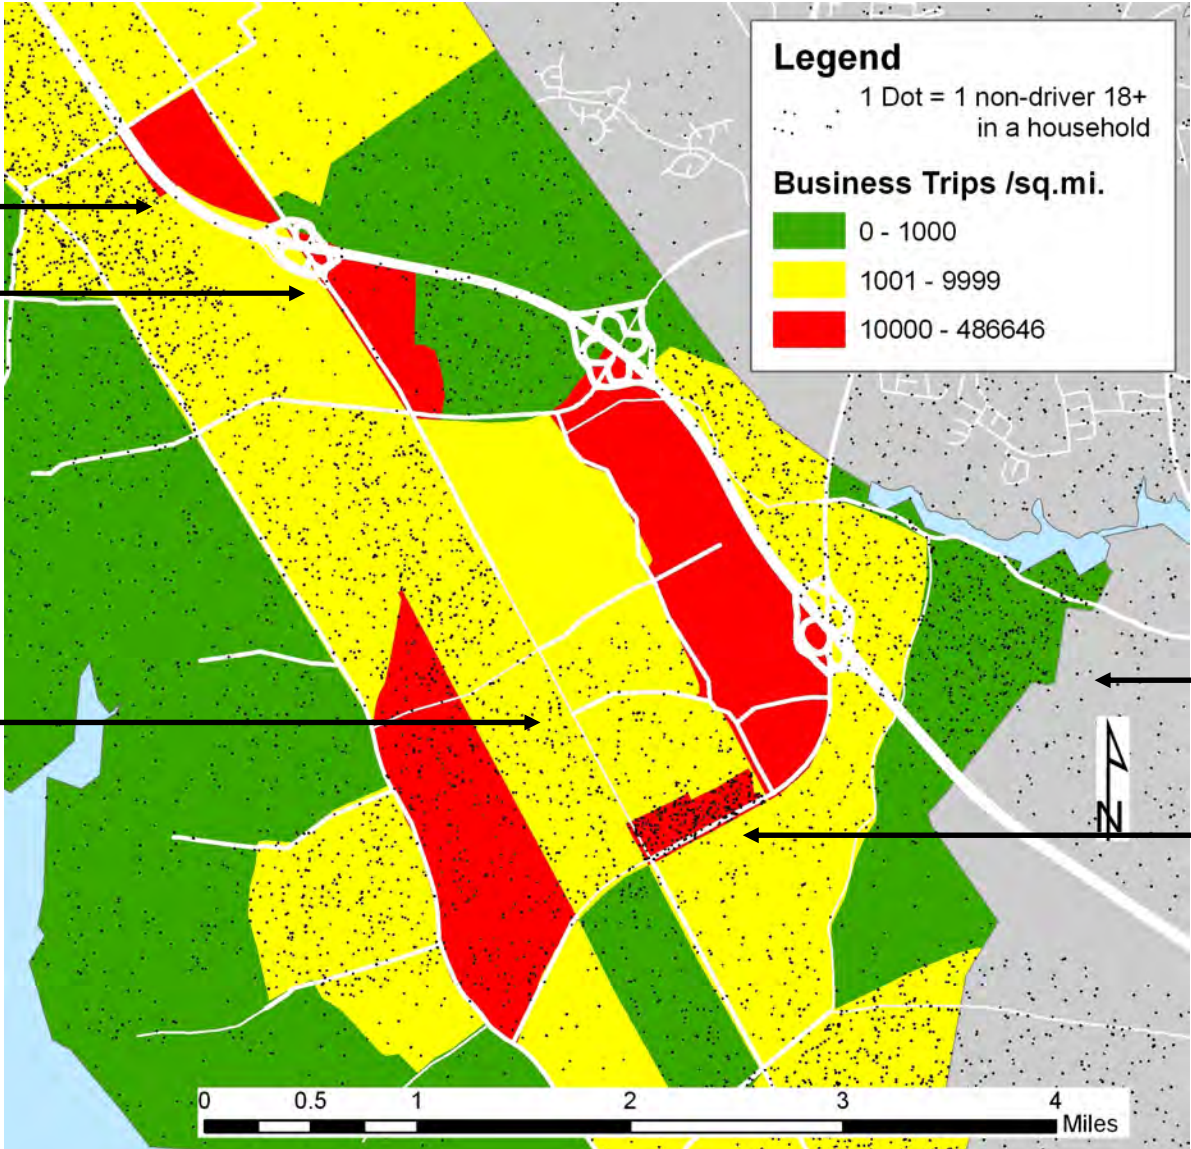 Legend
1 Dot = 1 non-driver 18+
in a household
Business Trips /sq.mi.
0 - 1000
1001 - 9999
10000 - 486646
N
0 0.5 1 2 3 4
Miles